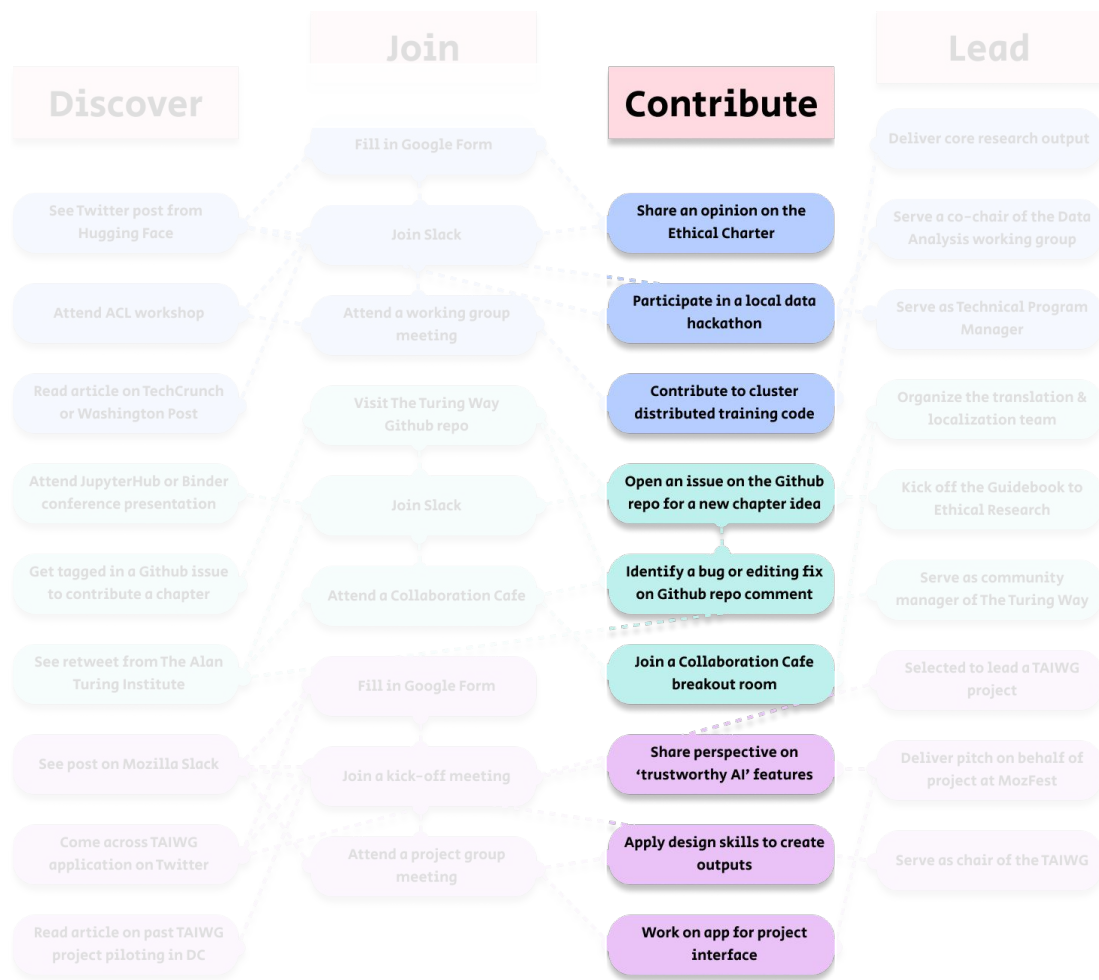 Discover
See Twitter post from
Hugging Face
Attend ACL workshop
Read article on TechCrunch
or Washington Post
Attend JupyterHub or Binder
conference presentation
Get tagged in a Github issue
to contribute a chapter
See retweet from The Alan
Turing Institute
See post on Mozilla Slack
Come across TAIWG
application on Twitter
Read article on past TAIWG
project piloting in DC
Join
Fill in Google Form
Join Slack
Attend a working group
meeting
Visit The Turing Way
Github repo
Join Slack
Attend a Collaboration Cafe
Fill in Google Form
Join a kick-off meeting
Attend a project group
meeting
Contribute
Share an opinion on the
Ethical Charter
Participate in a local data
hackathon
Contribute to cluster
distributed training code
Open an issue on the Github
repo for a new chapter idea
Identify a bug or editing fix
on Github repo comment
Join a Collaboration Cafe
breakout room
Share perspective on
‘trustworthy AI’ features
Apply design skills to create
outputs
Work on app for project
interface
Lead
Deliver core research output
Serve a co-chair of the Data
Analysis working group
Serve as Technical Program
Manager
Organize the translation &
localization team
Kick off the Guidebook to
Ethical Research
Serve as community
manager of The Turing Way
Selected to lead a TAIWG
project
Deliver pitch on behalf of
project at MozFest
Serve as chair of the TAIWG